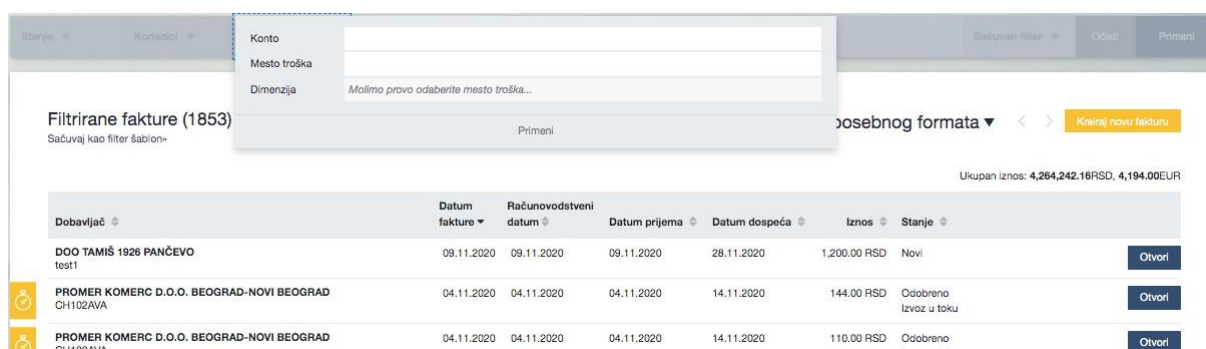 Stanje Korisnici Sačuvan filter Očisti Primeni
Konto
Mesto troška
Dimenzija Molimo prvo odaberite mesto troška...
Primeni
Filtrirane fakture (1853)
Sačuvaj kao filter šablon»
posebnog formata
Kreiraj novu fakturu
Ukupan iznos: 4,264,242.16RSD, 4,194.00EUR
Dobavljač Datum fakture Računovodstveni datum Datum prijema Datum dospeća Iznos Stanje
DOO TAMIŠ 1926 PANČEVO 09.11.2020 09.11.2020 09.11.2020 28.11.2020 1,200.00 RSD Novi Otvori
test1
PROMER KOMERC D.O.O. BEOGRAD-NOVI BEOGRAD 04.11.2020 04.11.2020 04.11.2020 14.11.2020 144.00 RSD Odobreno Otvori
CH102AVA Izvoz u toku
PROMER KOMERC D.O.O. BEOGRAD-NOVI BEOGRAD 04.11.2020 04.11.2020 04.11.2020 14.11.2020 110.00 RSD Odobreno Otvori